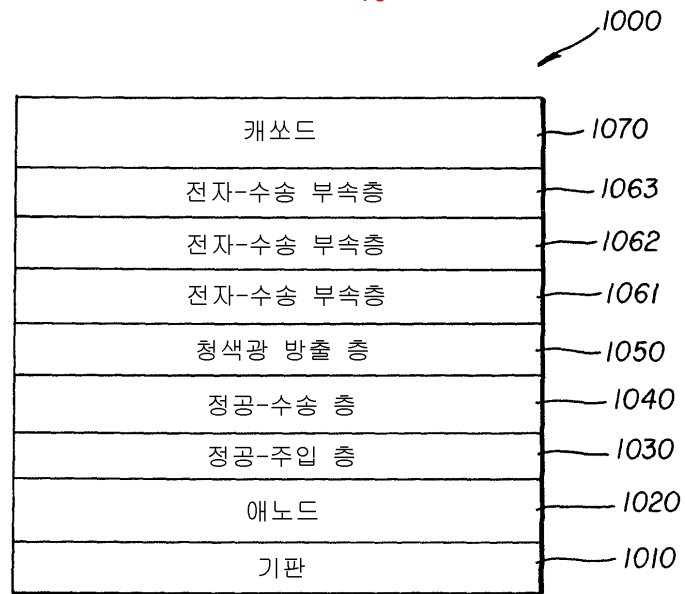 1000
캐쏘드 1070
전자-수송 부속층 1063
전자-수송 부속층 1062
전자-수송 부속층 1061
청색광 방출 층 1050
정공-수송 층 1040
정공-주입 층 1030
애노드 1020
기판 1010